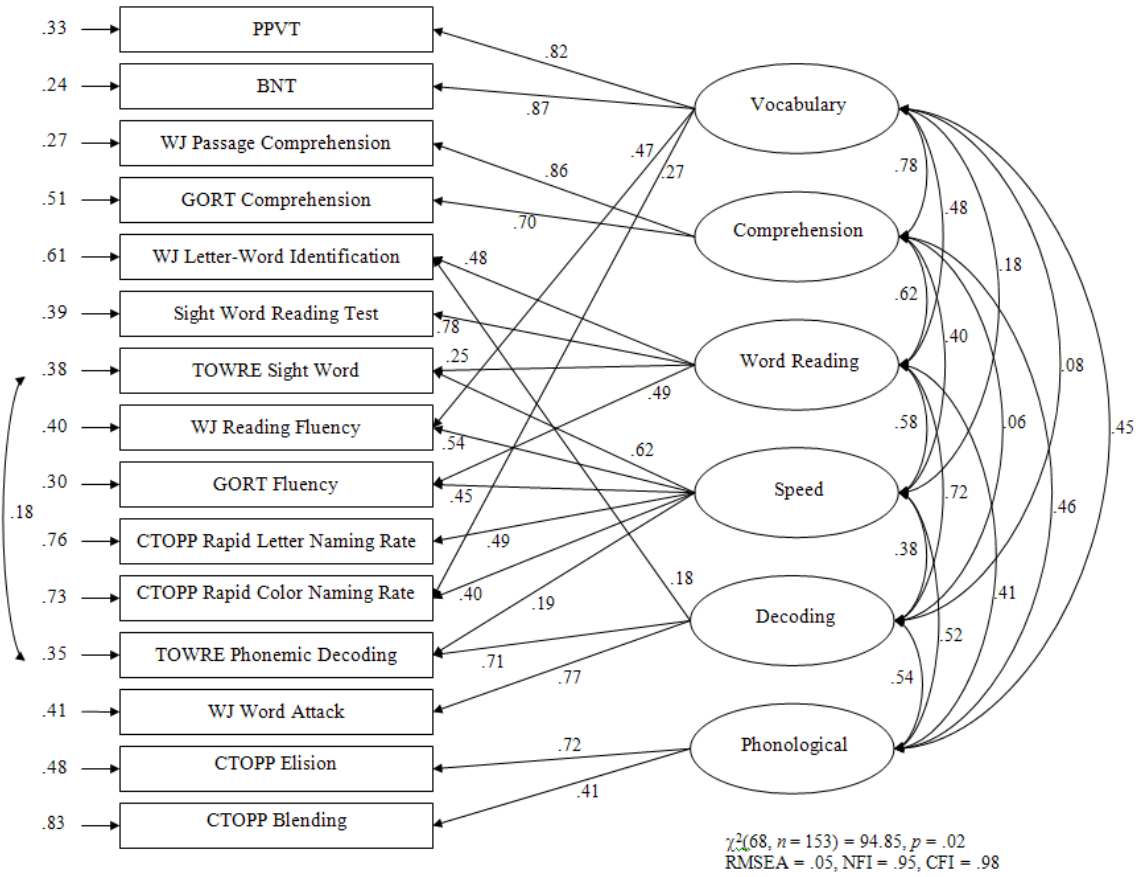 .33 PPVT
.82
.24 BNT
.87
Vocabulary
.27 WJ Passage Comprehension
.86
.47
.27
.78
.51 GORT Comprehension
.70
.48
Comprehension
.61 WJ Letter-Word Identification
.48
.18
.62
.39 Sight Word Reading Test
.78
.40
.25
Word Reading
.08
.38 TOWRE Sight Word
.49
.58
.06
.45
.40 WJ Reading Fluency
.54
.62
.30 GORT Fluency
.45
Speed
.72
.46
.18
.76 CTOPP Rapid Letter Naming Rate
.49
.38
.73 CTOPP Rapid Color Naming Rate
.40
.19
.18
.41
Decoding
.52
.35 TOWRE Phonemic Decoding
.71
.77
.54
.41 WJ Word Attack
.72
Phonological
.48 CTOPP Elision
.41
.83 CTOPP Blending
χ²(68, n = 153) = 94.85, p = .02
RMSEA = .05, NFI = .95, CFI = .98